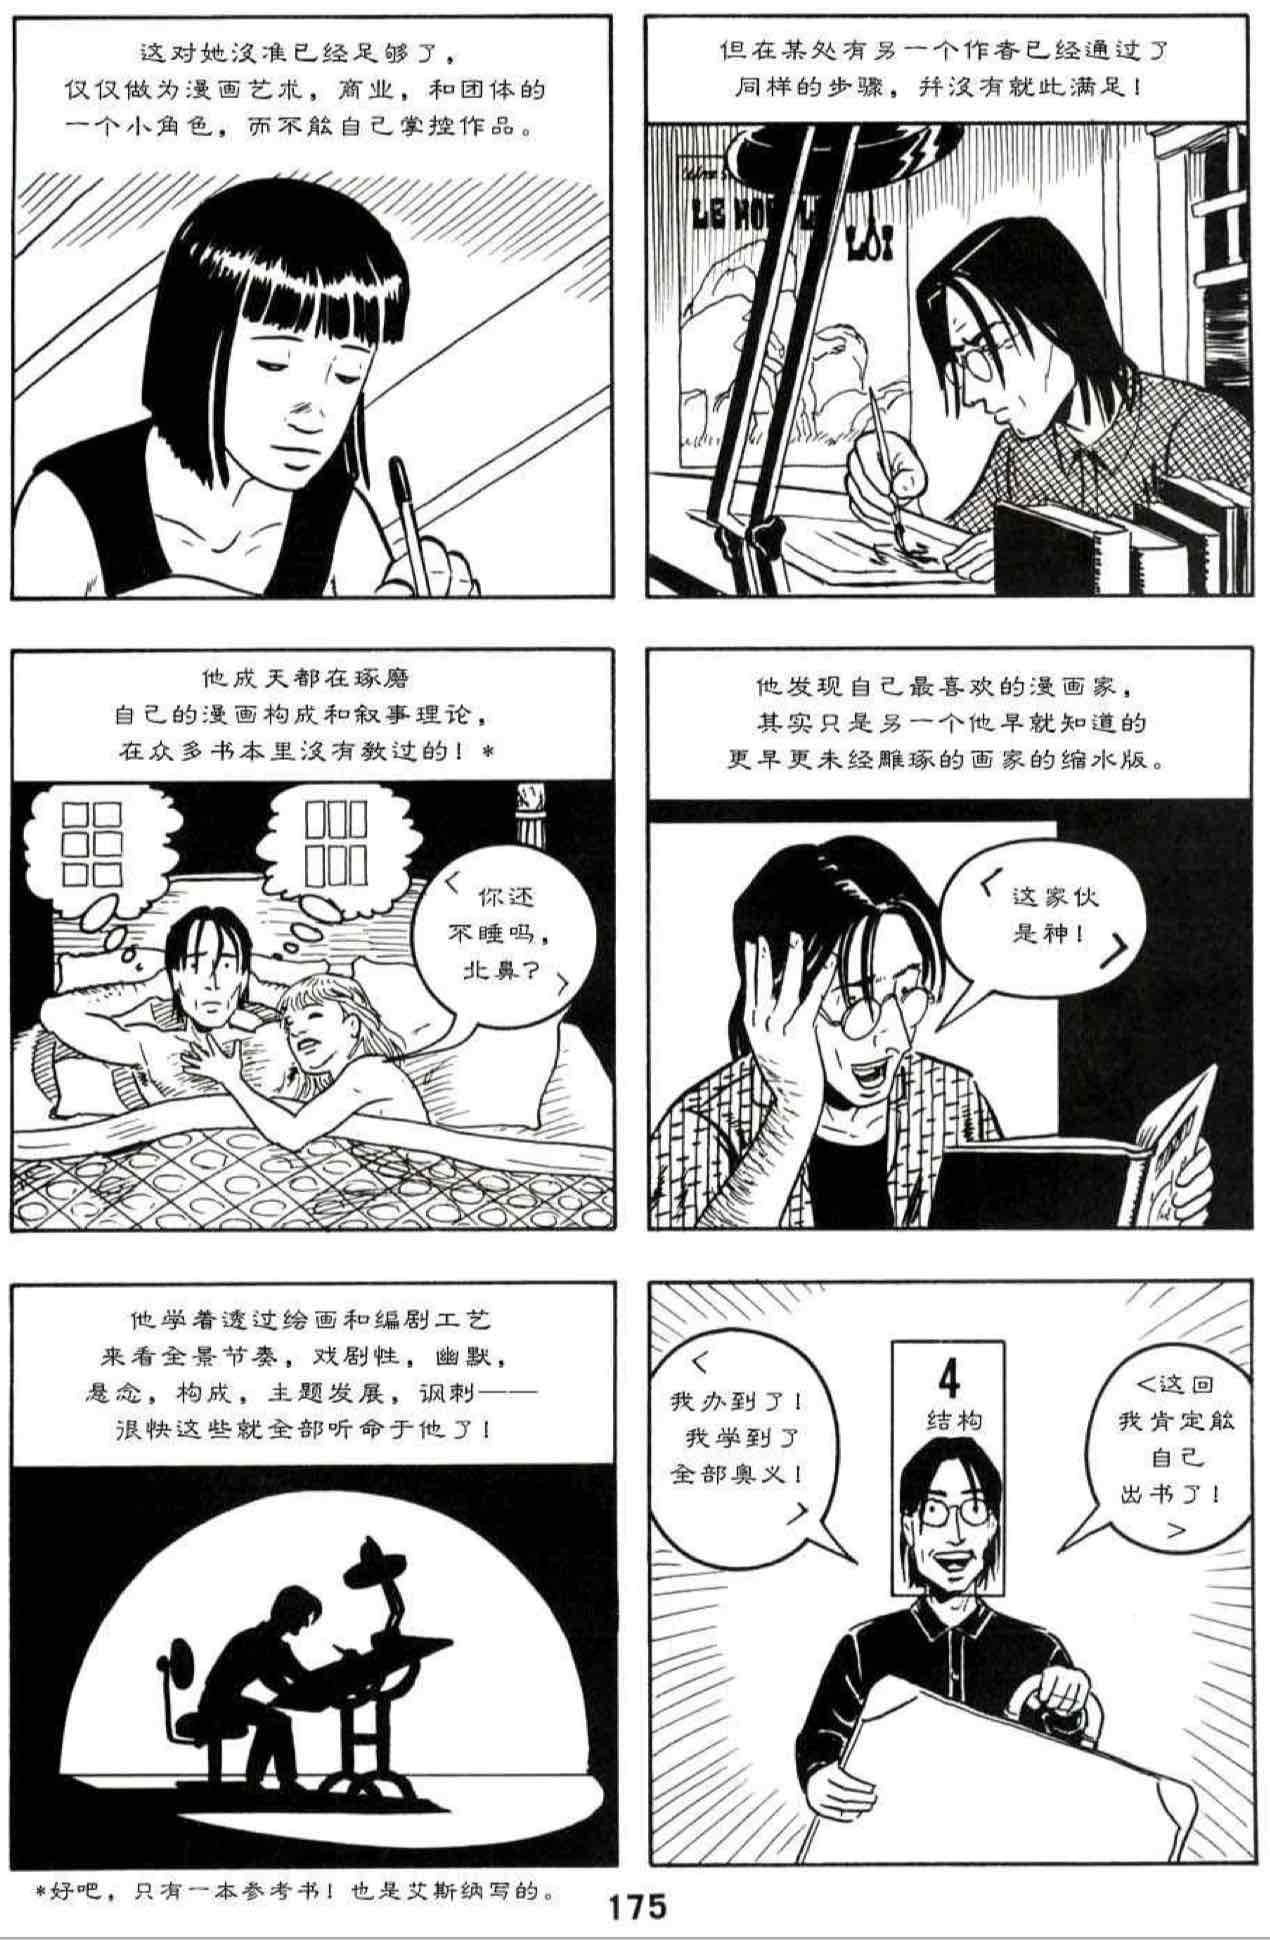 这对她没准已经足够了，
仅仅做为漫画艺术，商业，和团体的
一个小角色，而不能自己掌控作品。
但在某处有另一个作者已经通过了
同样的步骤，并没有就此满足！
LE
LOI
他成天都在琢磨
自己的漫画构成和叙事理论，
在众多书本里没有教过的！*
你还
不睡吗，
北鼻？
他发现自己最喜欢的漫画家，
其实只是另一个他早就知道的
更早更未经雕琢的画家的缩水版。
<
这家伙
是神！
>
他学着透过绘画和编剧工艺
来看全景节奏，戏剧性，幽默，
悬念，构成，主题发展，讽刺——
很快这些就全部听命于他了！
<
我办到了！
我学到了
全部奥义！
>
4
结构
<这回
我肯定能
自己
出书了！
>
*好吧，只有一本参考书！也是艾斯纳写的。
175